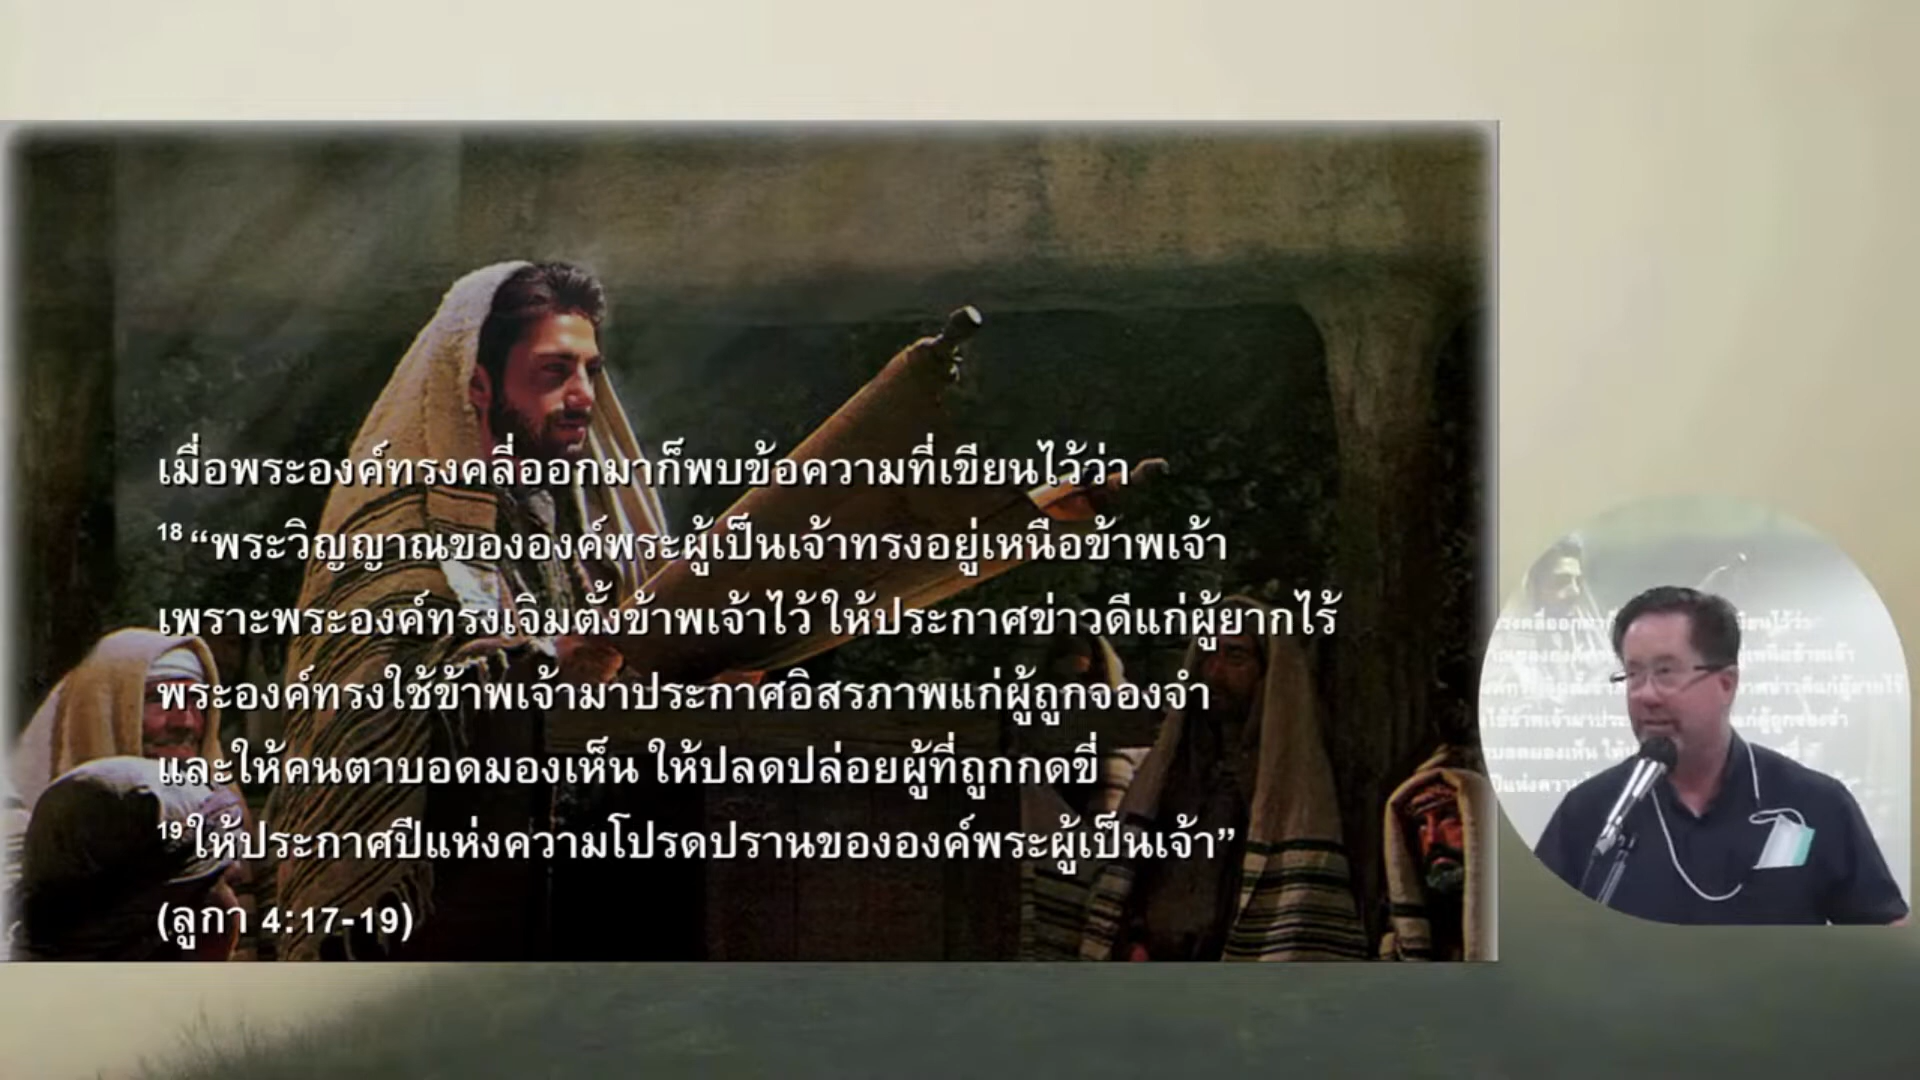 เมื่อพระองค์ทรงคลี่ออกมาก็พบข้อความที่เขียนไว้ว่า
18 “พระวิญญาณขององค์พระผู้เป็นเจ้าทรงอยู่เหนือข้าพเจ้า
เพราะพระองค์ทรงเจิมตั้งข้าพเจ้าไว้ ให้ประกาศข่าวดีแก่ผู้ยากไร้
พระองค์ทรงใช้ข้าพเจ้ามาประกาศอิสรภาพแก่ผู้ถูกจองจำ
และให้คนตาบอดมองเห็น ให้ปลดปล่อยผู้ที่ถูกกดขี่
19 ให้ประกาศปีแห่งความโปรดปรานขององค์พระผู้เป็นเจ้า”
(ลูกา 4:17-19)